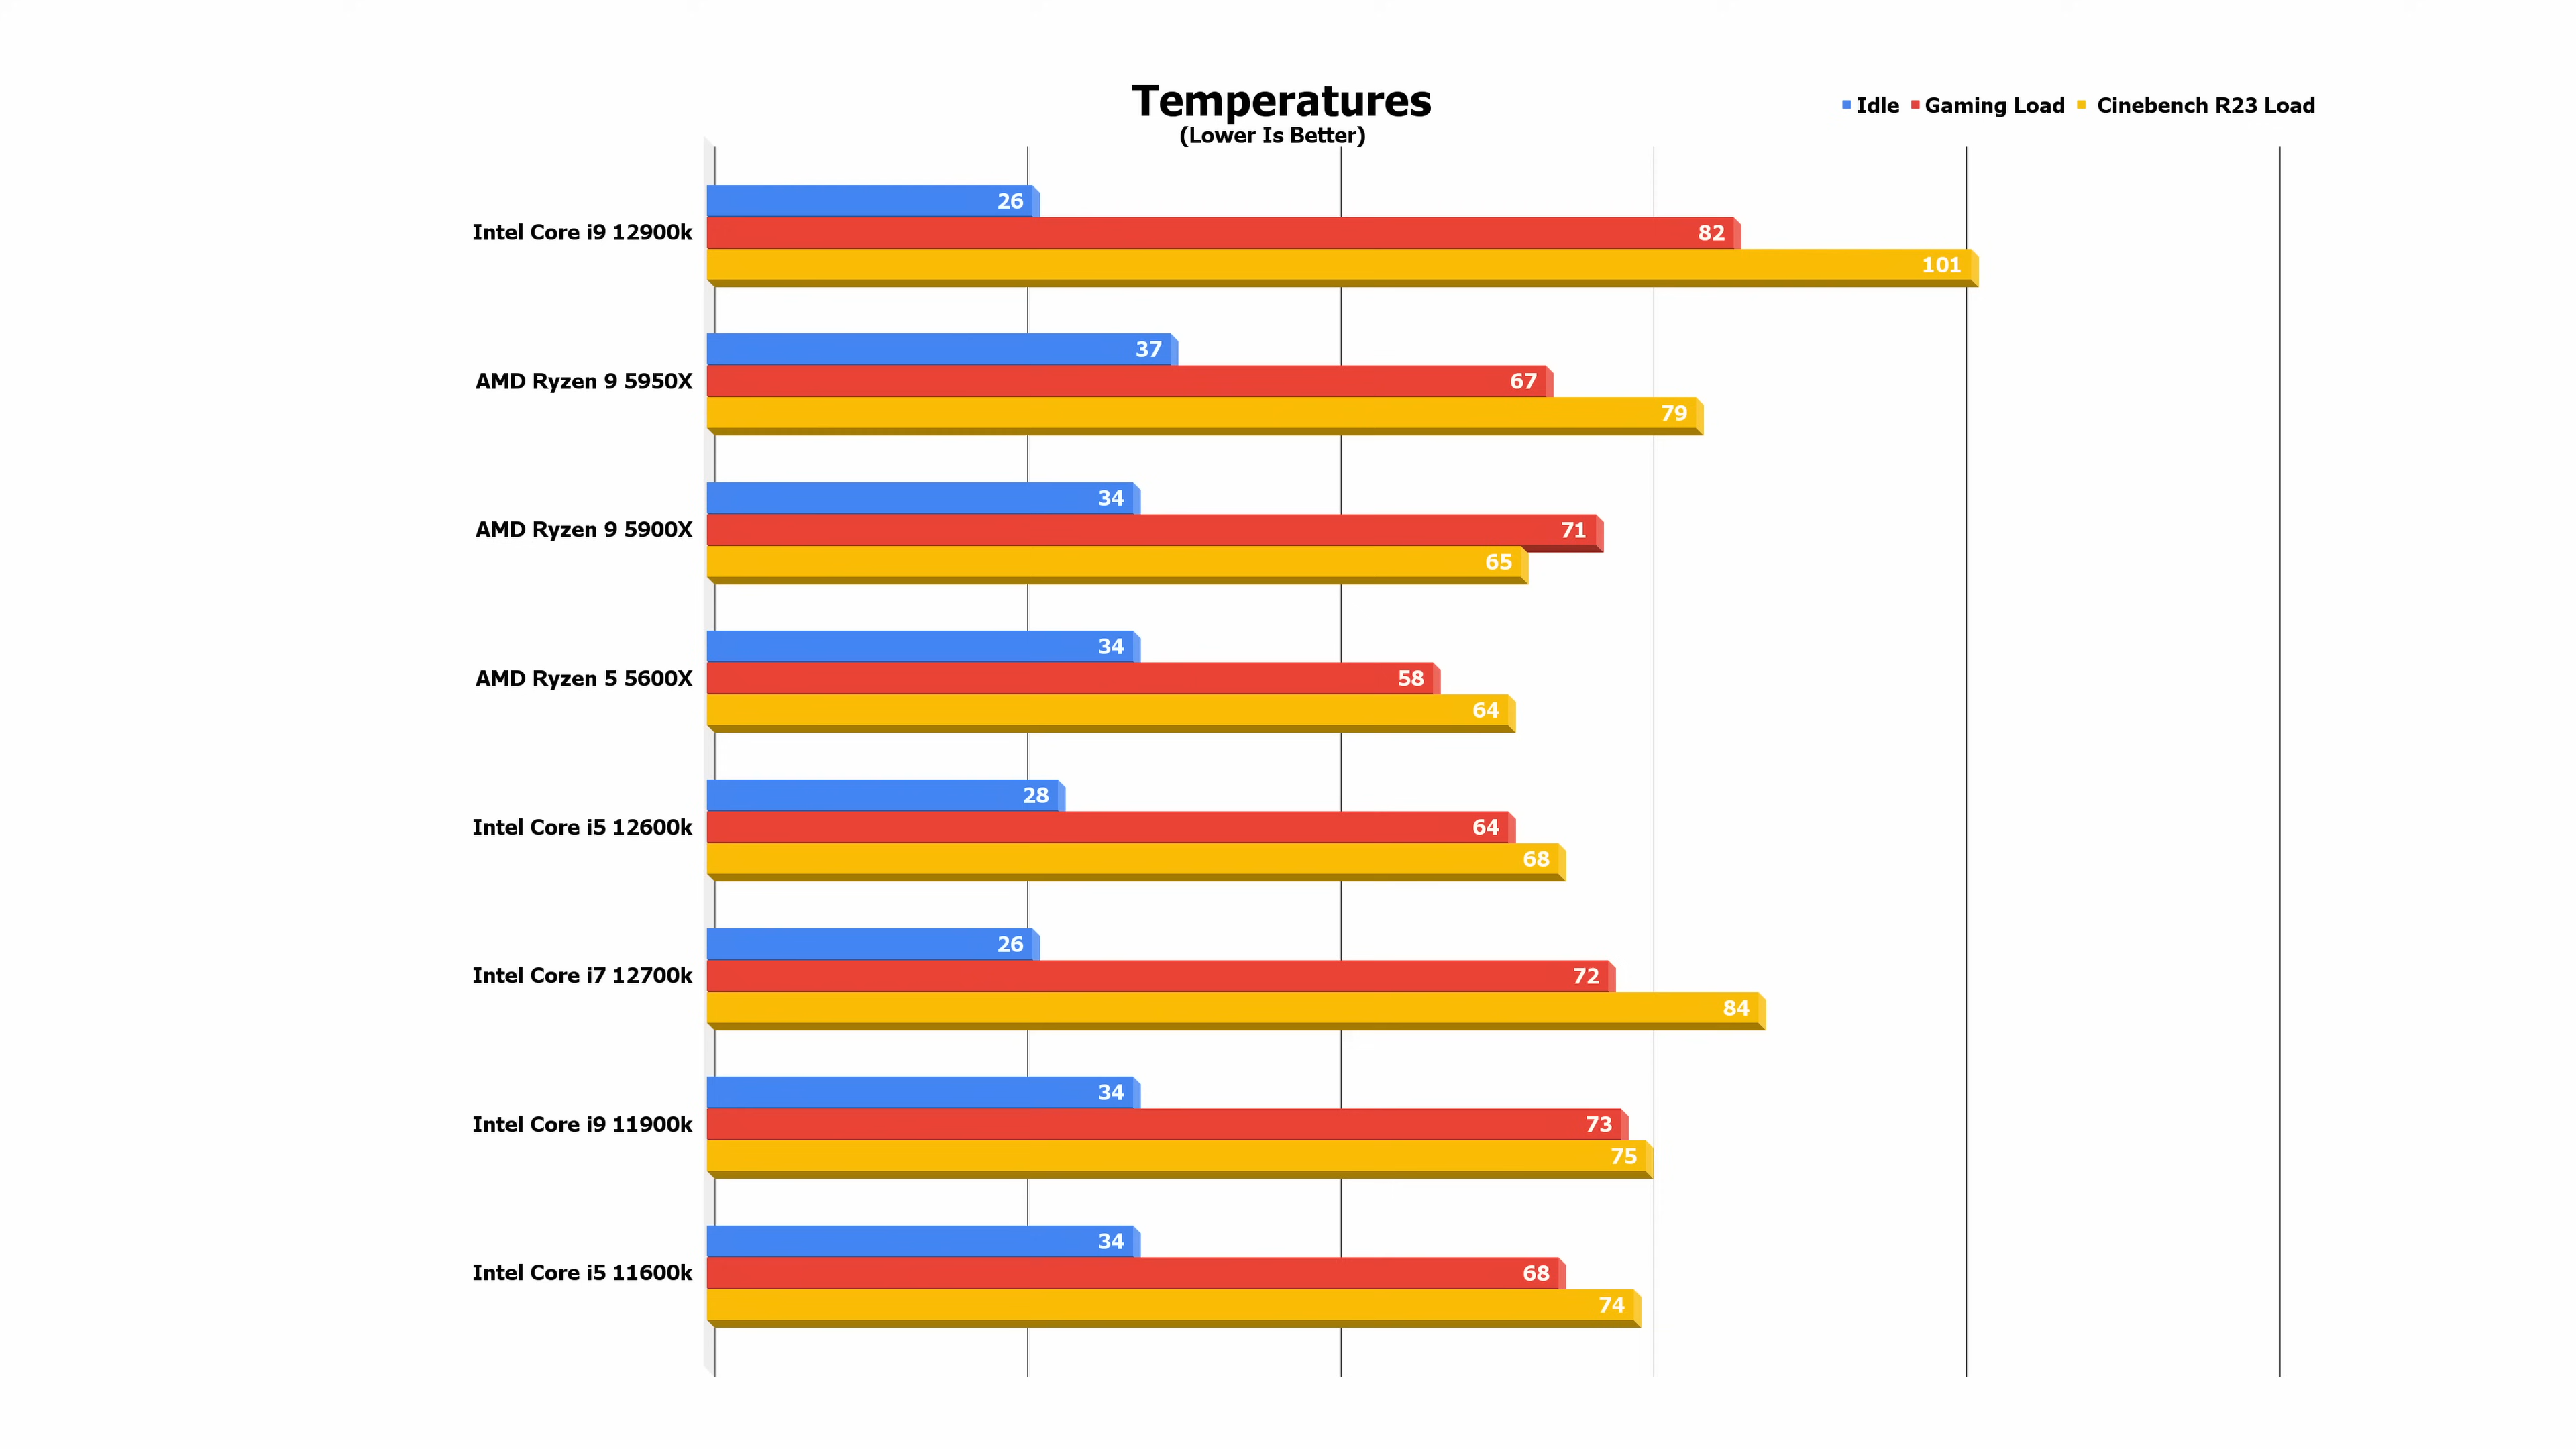 Temperatures
(Lower Is Better)
Idle Gaming Load Cinebench R23 Load
Intel Core i9 12900k
26
82
101
AMD Ryzen 9 5950X
37
67
79
AMD Ryzen 9 5900X
34
71
65
AMD Ryzen 5 5600X
34
58
64
Intel Core i5 12600k
28
64
68
Intel Core i7 12700k
26
72
84
Intel Core i9 11900k
34
73
75
Intel Core i5 11600k
34
68
74